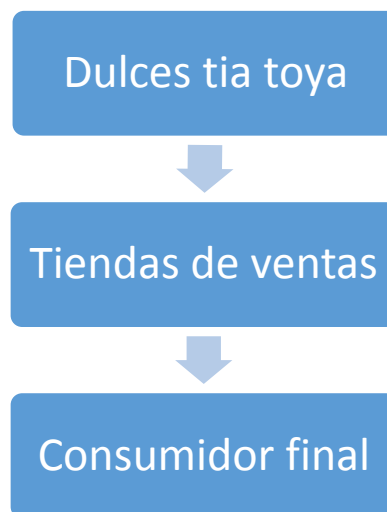 Dulces tia toya
Tiendas de ventas
Consumidor final